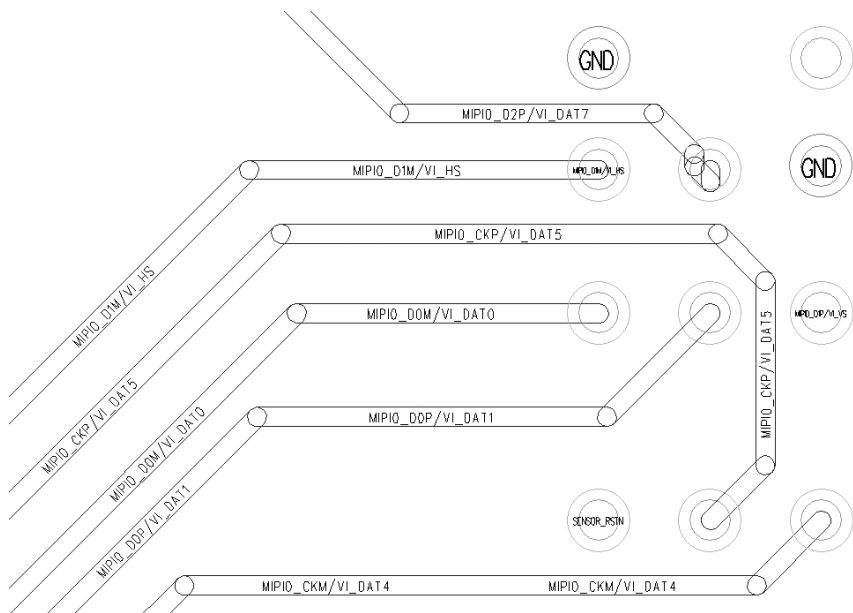 GND
MIPI0_D2P/VI_DAT7
MIPI0_D1M/VI_HS
MIPI0_D1M/VI_HS
GND
MIPI0_CKP/VI_DAT5
MIPI0_D1M/VI_HS
MIPI0_D0M/VI_DAT0
MIPI0_D1P/VI_VS
MIPI0_CKP/VI_DAT5
MIPI0_CKP/VI_DAT5
MIPI0_D0P/VI_DAT1
MIPI0_D0M/VI_DAT0
MIPI0_D0P/VI_DAT1
SENSOR_RSTN
MIPI0_CKM/VI_DAT4
MIPI0_CKM/VI_DAT4